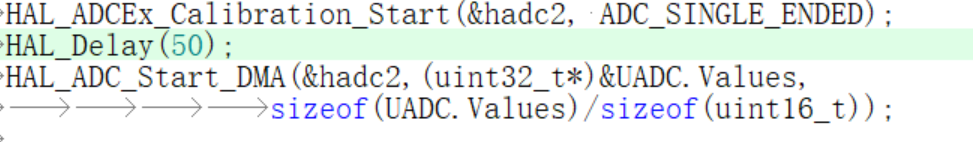 HAL_ADCEx_Calibration_Start(&hadc2, ADC_SINGLE_ENDED);
HAL_Delay(50);
HAL_ADC_Start_DMA(&hadc2, (uint32_t*)&UADC.Values,
sizeof(UADC.Values)/sizeof(uint16_t));